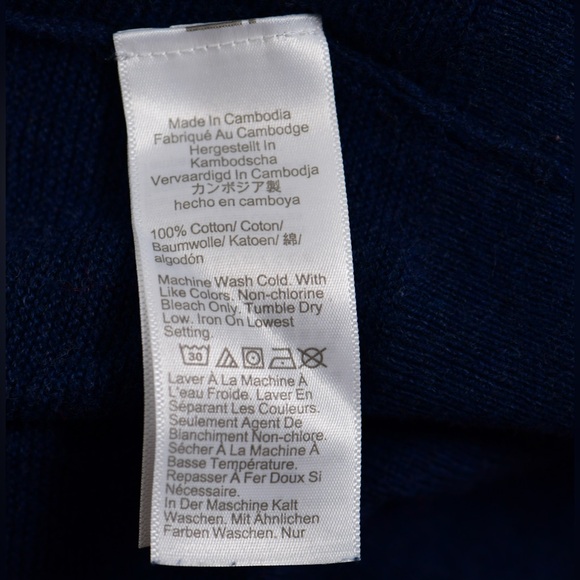 Made In Cambodia
Fabriqué Au Cambodge
Hergestellt In
Kambodscha
Vervaardigd In Cambodja
カンボジア製
hecho en camboya
100% Cotton/ Coton/
Baumwolle/ Katoen/ 綿/
algodón
Machine Wash Cold. With
Like Colors. Non-chlorine
Bleach Only. Tumble Dry
Low. Iron On Lowest
Setting.
30
Laver À La Machine À
L'eau Froide. Laver En
Séparant Les Couleurs.
Seulement Agent De
Blanchiment Non-chlore.
Sécher À La Machine À
Basse Température.
Repasser À Fer Doux Si
Nécessaire.
In Der Maschine Kalt
Waschen. Mit Ähnlichen
Farben Waschen. Nur